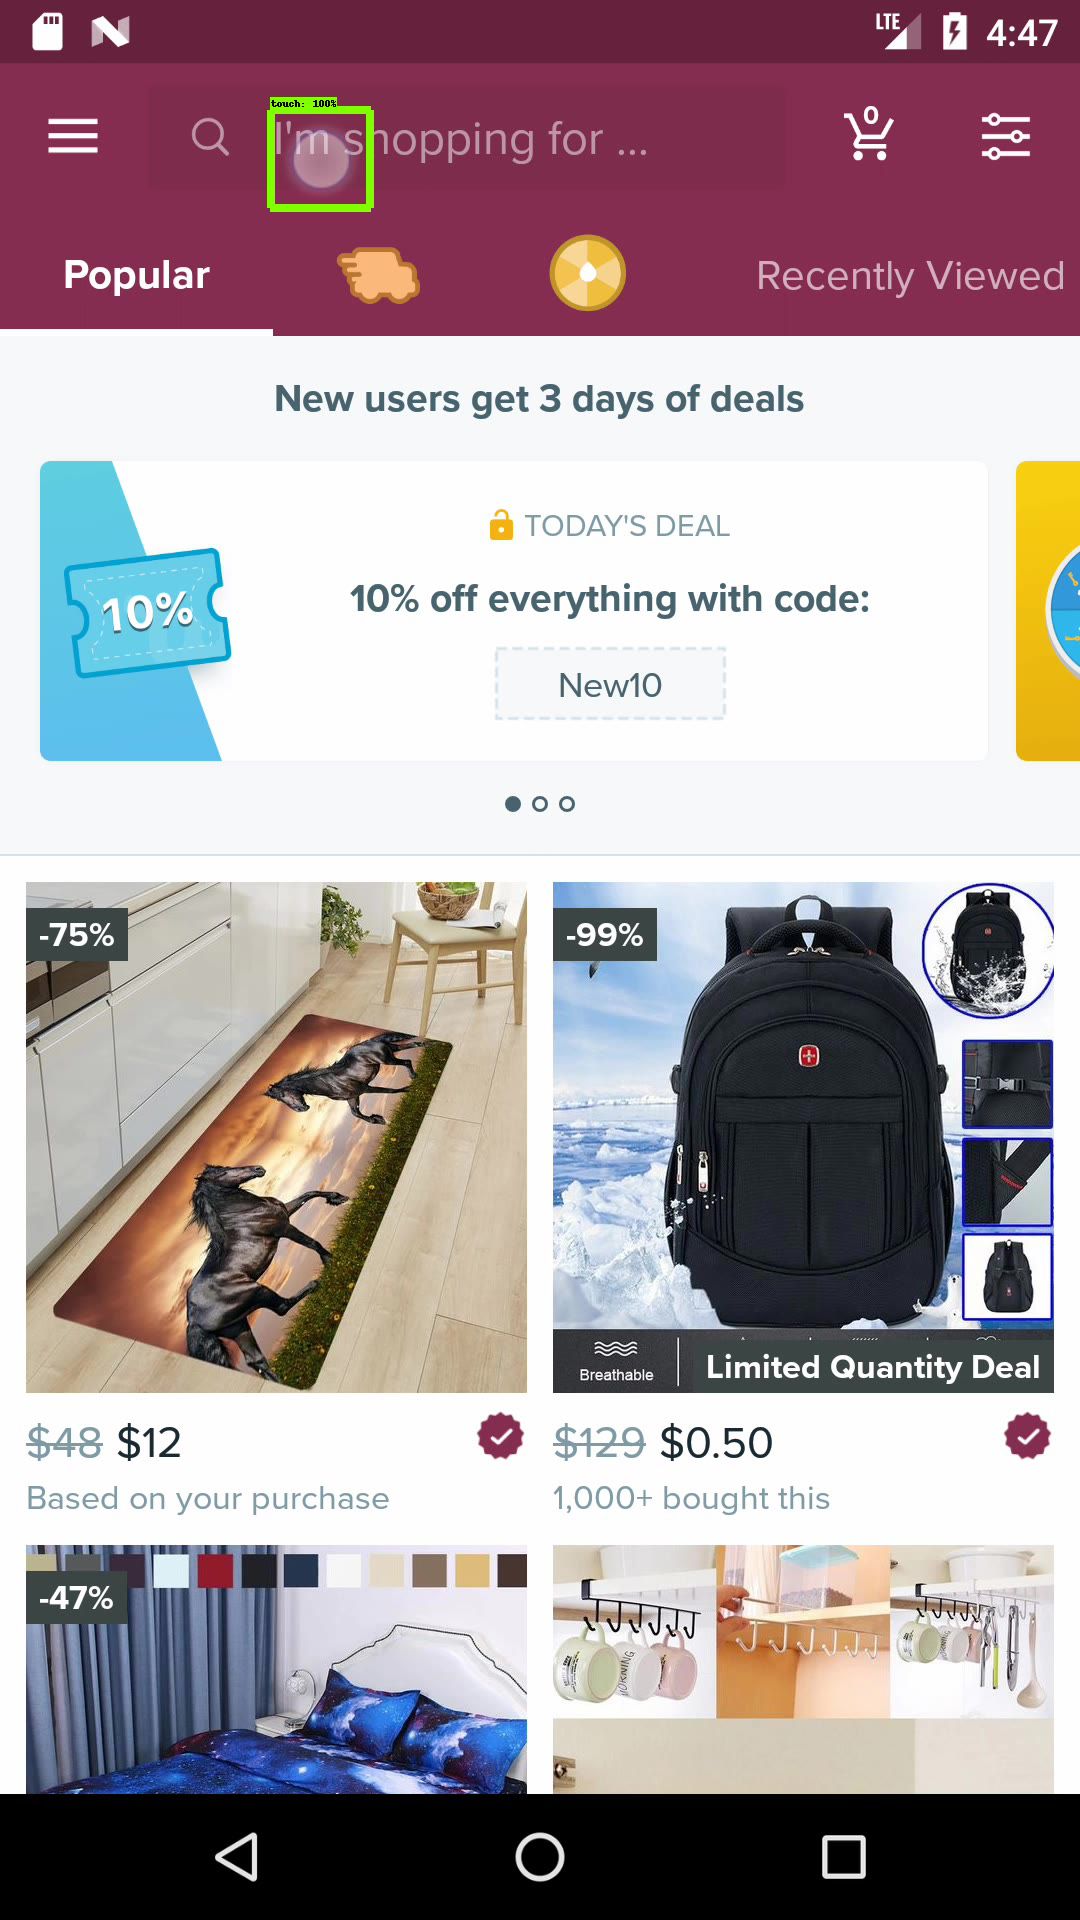 LTE 4:47
touch: 100%
I'm shopping for ...
0
Popular
Recently Viewed
New users get 3 days of deals
TODAY'S DEAL
10% off everything with code:
10%
New10
-75%
-99%
Breathable
Limited Quantity Deal
$48 $12
$129 $0.50
Based on your purchase
1,000+ bought this
-47%
MORNING